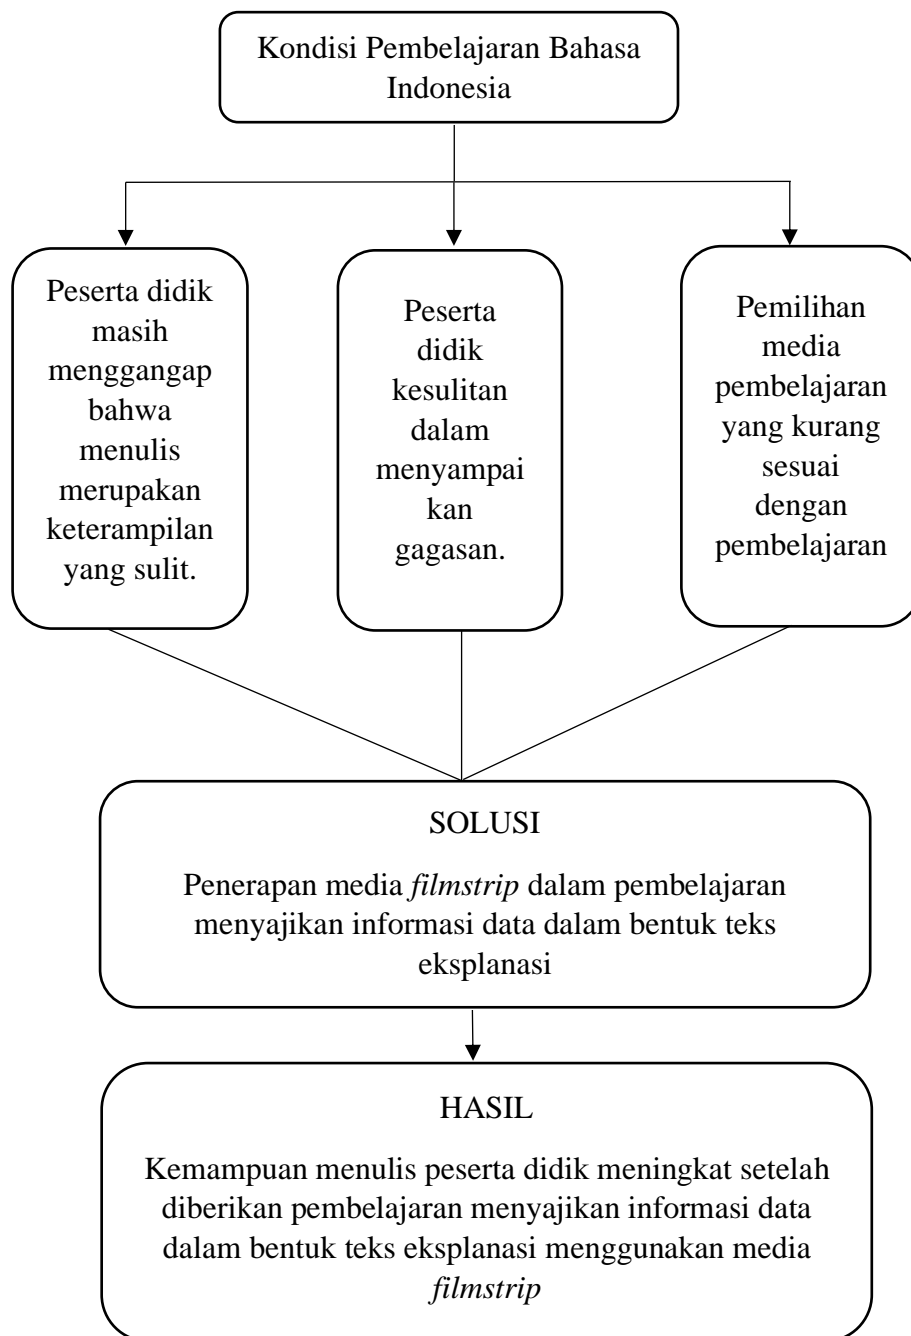 Kondisi Pembelajaran Bahasa
Indonesia
Peserta didik
masih
menggangap
bahwa
menulis
merupakan
keterampilan
yang sulit.
Peserta
didik
kesulitan
dalam
menyampai
kan
gagasan.
Pemilihan
media
pembelajaran
yang kurang
sesuai
dengan
pembelajaran
SOLUSI
Penerapan media filmstrip dalam pembelajaran
menyajikan informasi data dalam bentuk teks
eksplanasi
HASIL
Kemampuan menulis peserta didik meningkat setelah
diberikan pembelajaran menyajikan informasi data
dalam bentuk teks eksplanasi menggunakan media
filmstrip